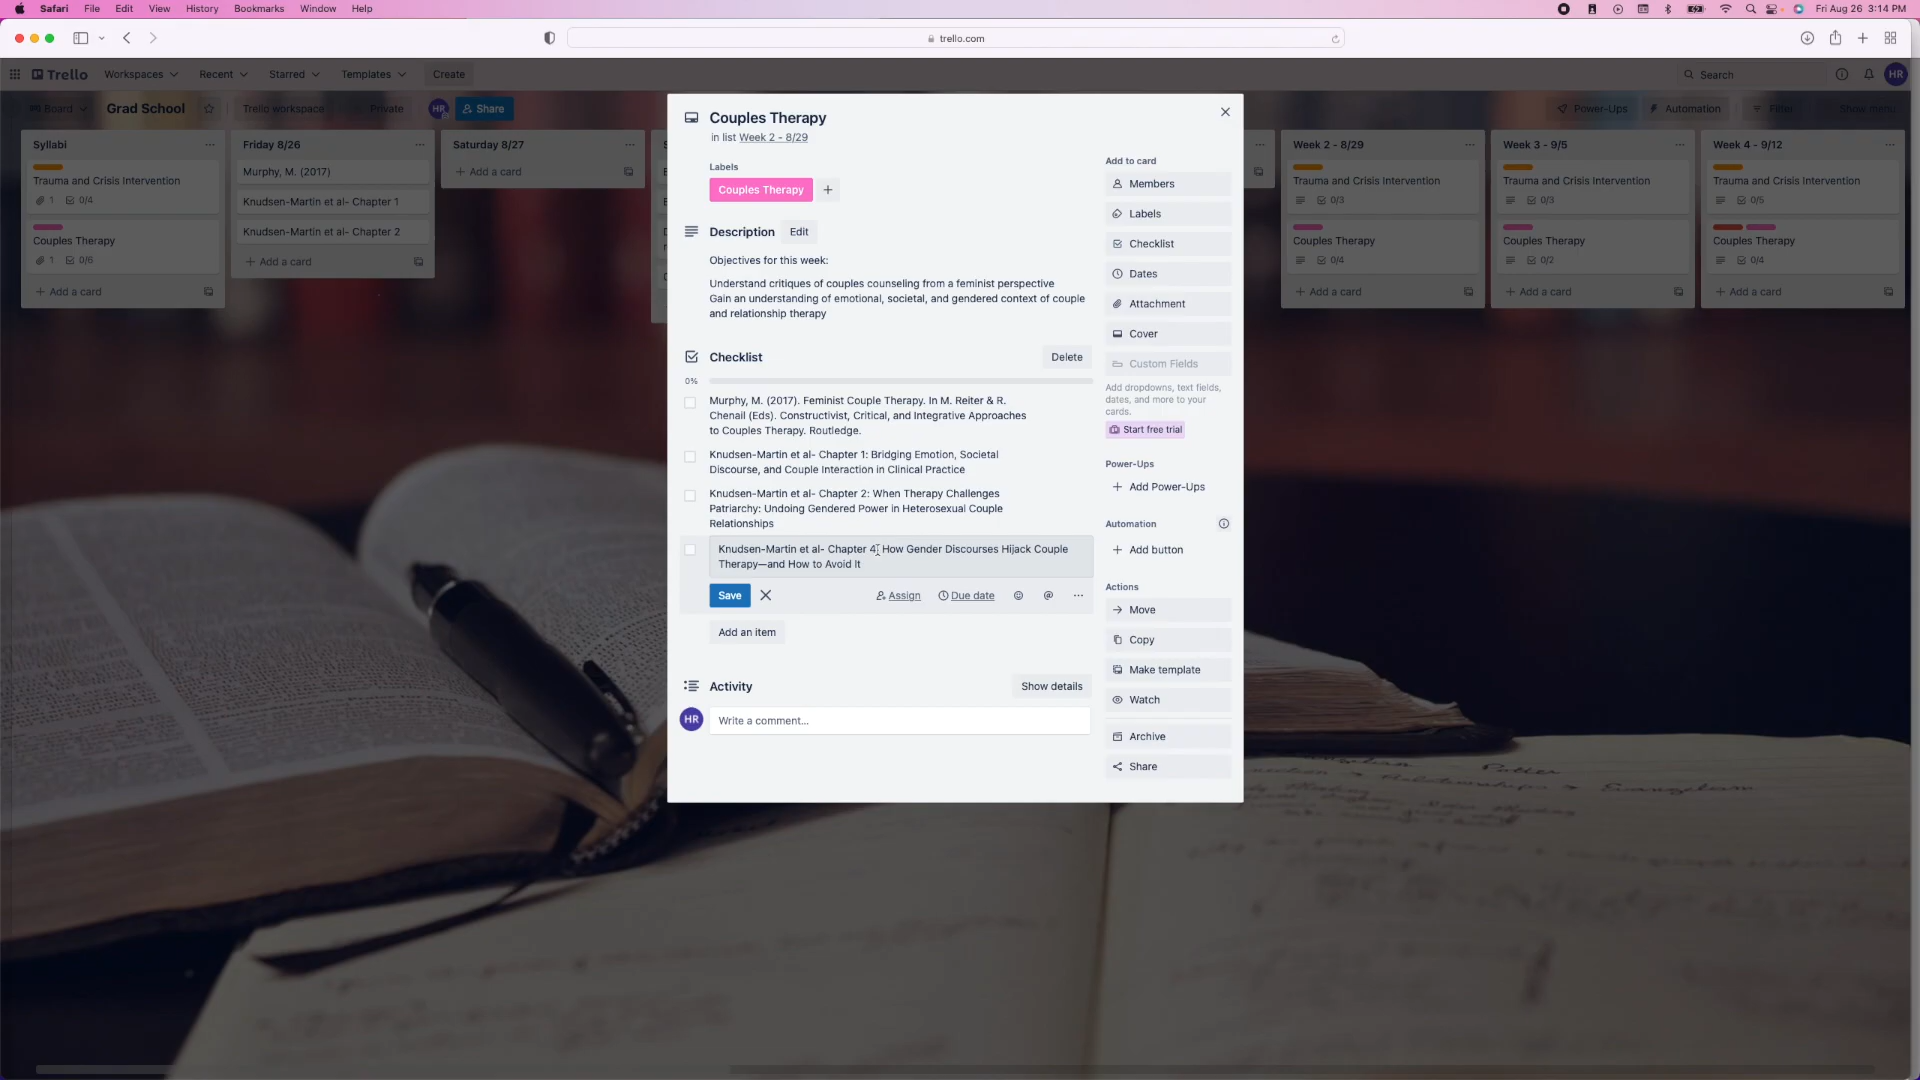 Safari File Edit View History Bookmarks Window Help Fri Aug 26 3:14 PM
trello.com
Trello Workspaces Recent Starred Templates Create Search HR
Board Grad School Trello workspace Private HR Share Power-Ups Automation Filter Show menu
Syllabi
Trauma and Crisis Intervention
1 0/4
Couples Therapy
1 0/6
+ Add a card
Friday 8/26
Murphy, M. (2017)
Knudsen-Martin et al- Chapter 1
Knudsen-Martin et al- Chapter 2
+ Add a card
Saturday 8/27
+ Add a card
Couples Therapy
in list Week 2 - 8/29
Labels
Couples Therapy +
Description Edit
Objectives for this week:
Understand critiques of couples counseling from a feminist perspective
Gain an understanding of emotional, societal, and gendered context of couple
and relationship therapy
Checklist Delete
0%
Murphy, M. (2017). Feminist Couple Therapy. In M. Reiter & R.
Chenail (Eds). Constructivist, Critical, and Integrative Approaches
to Couples Therapy. Routledge.
Knudsen-Martin et al- Chapter 1: Bridging Emotion, Societal
Discourse, and Couple Interaction in Clinical Practice
Knudsen-Martin et al- Chapter 2: When Therapy Challenges
Patriarchy: Undoing Gendered Power in Heterosexual Couple
Relationships
Knudsen-Martin et al- Chapter 4: How Gender Discourses Hijack Couple
Therapy—and How to Avoid It
Save Assign Due date
Add an item
Activity Show details
HR Write a comment...
Add to card
Members
Labels
Checklist
Dates
Attachment
Cover
Custom Fields
Add dropdowns, text fields,
dates, and more to your
cards.
Start free trial
Power-Ups
+ Add Power-Ups
Automation
+ Add button
Actions
Move
Copy
Make template
Watch
Archive
Share
Week 2 - 8/29
Trauma and Crisis Intervention
0/3
Couples Therapy
0/4
+ Add a card
Week 3 - 9/5
Trauma and Crisis Intervention
0/3
Couples Therapy
0/2
+ Add a card
Week 4 - 9/12
Trauma and Crisis Intervention
0/5
Couples Therapy
0/4
+ Add a card